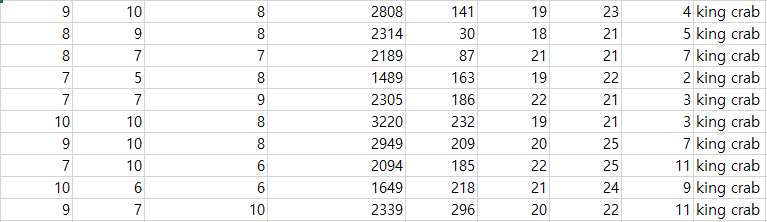 9 10 8 2808 141 19 23 4 king crab
8 9 8 2314 30 18 21 5 king crab
8 7 7 2189 87 21 21 7 king crab
7 5 8 1489 163 19 22 2 king crab
7 7 9 2305 186 22 21 3 king crab
10 10 8 3220 232 19 21 3 king crab
9 10 8 2949 209 20 25 7 king crab
7 10 6 2094 185 22 25 11 king crab
10 6 6 1649 218 21 24 9 king crab
9 7 10 2339 296 20 22 11 king crab